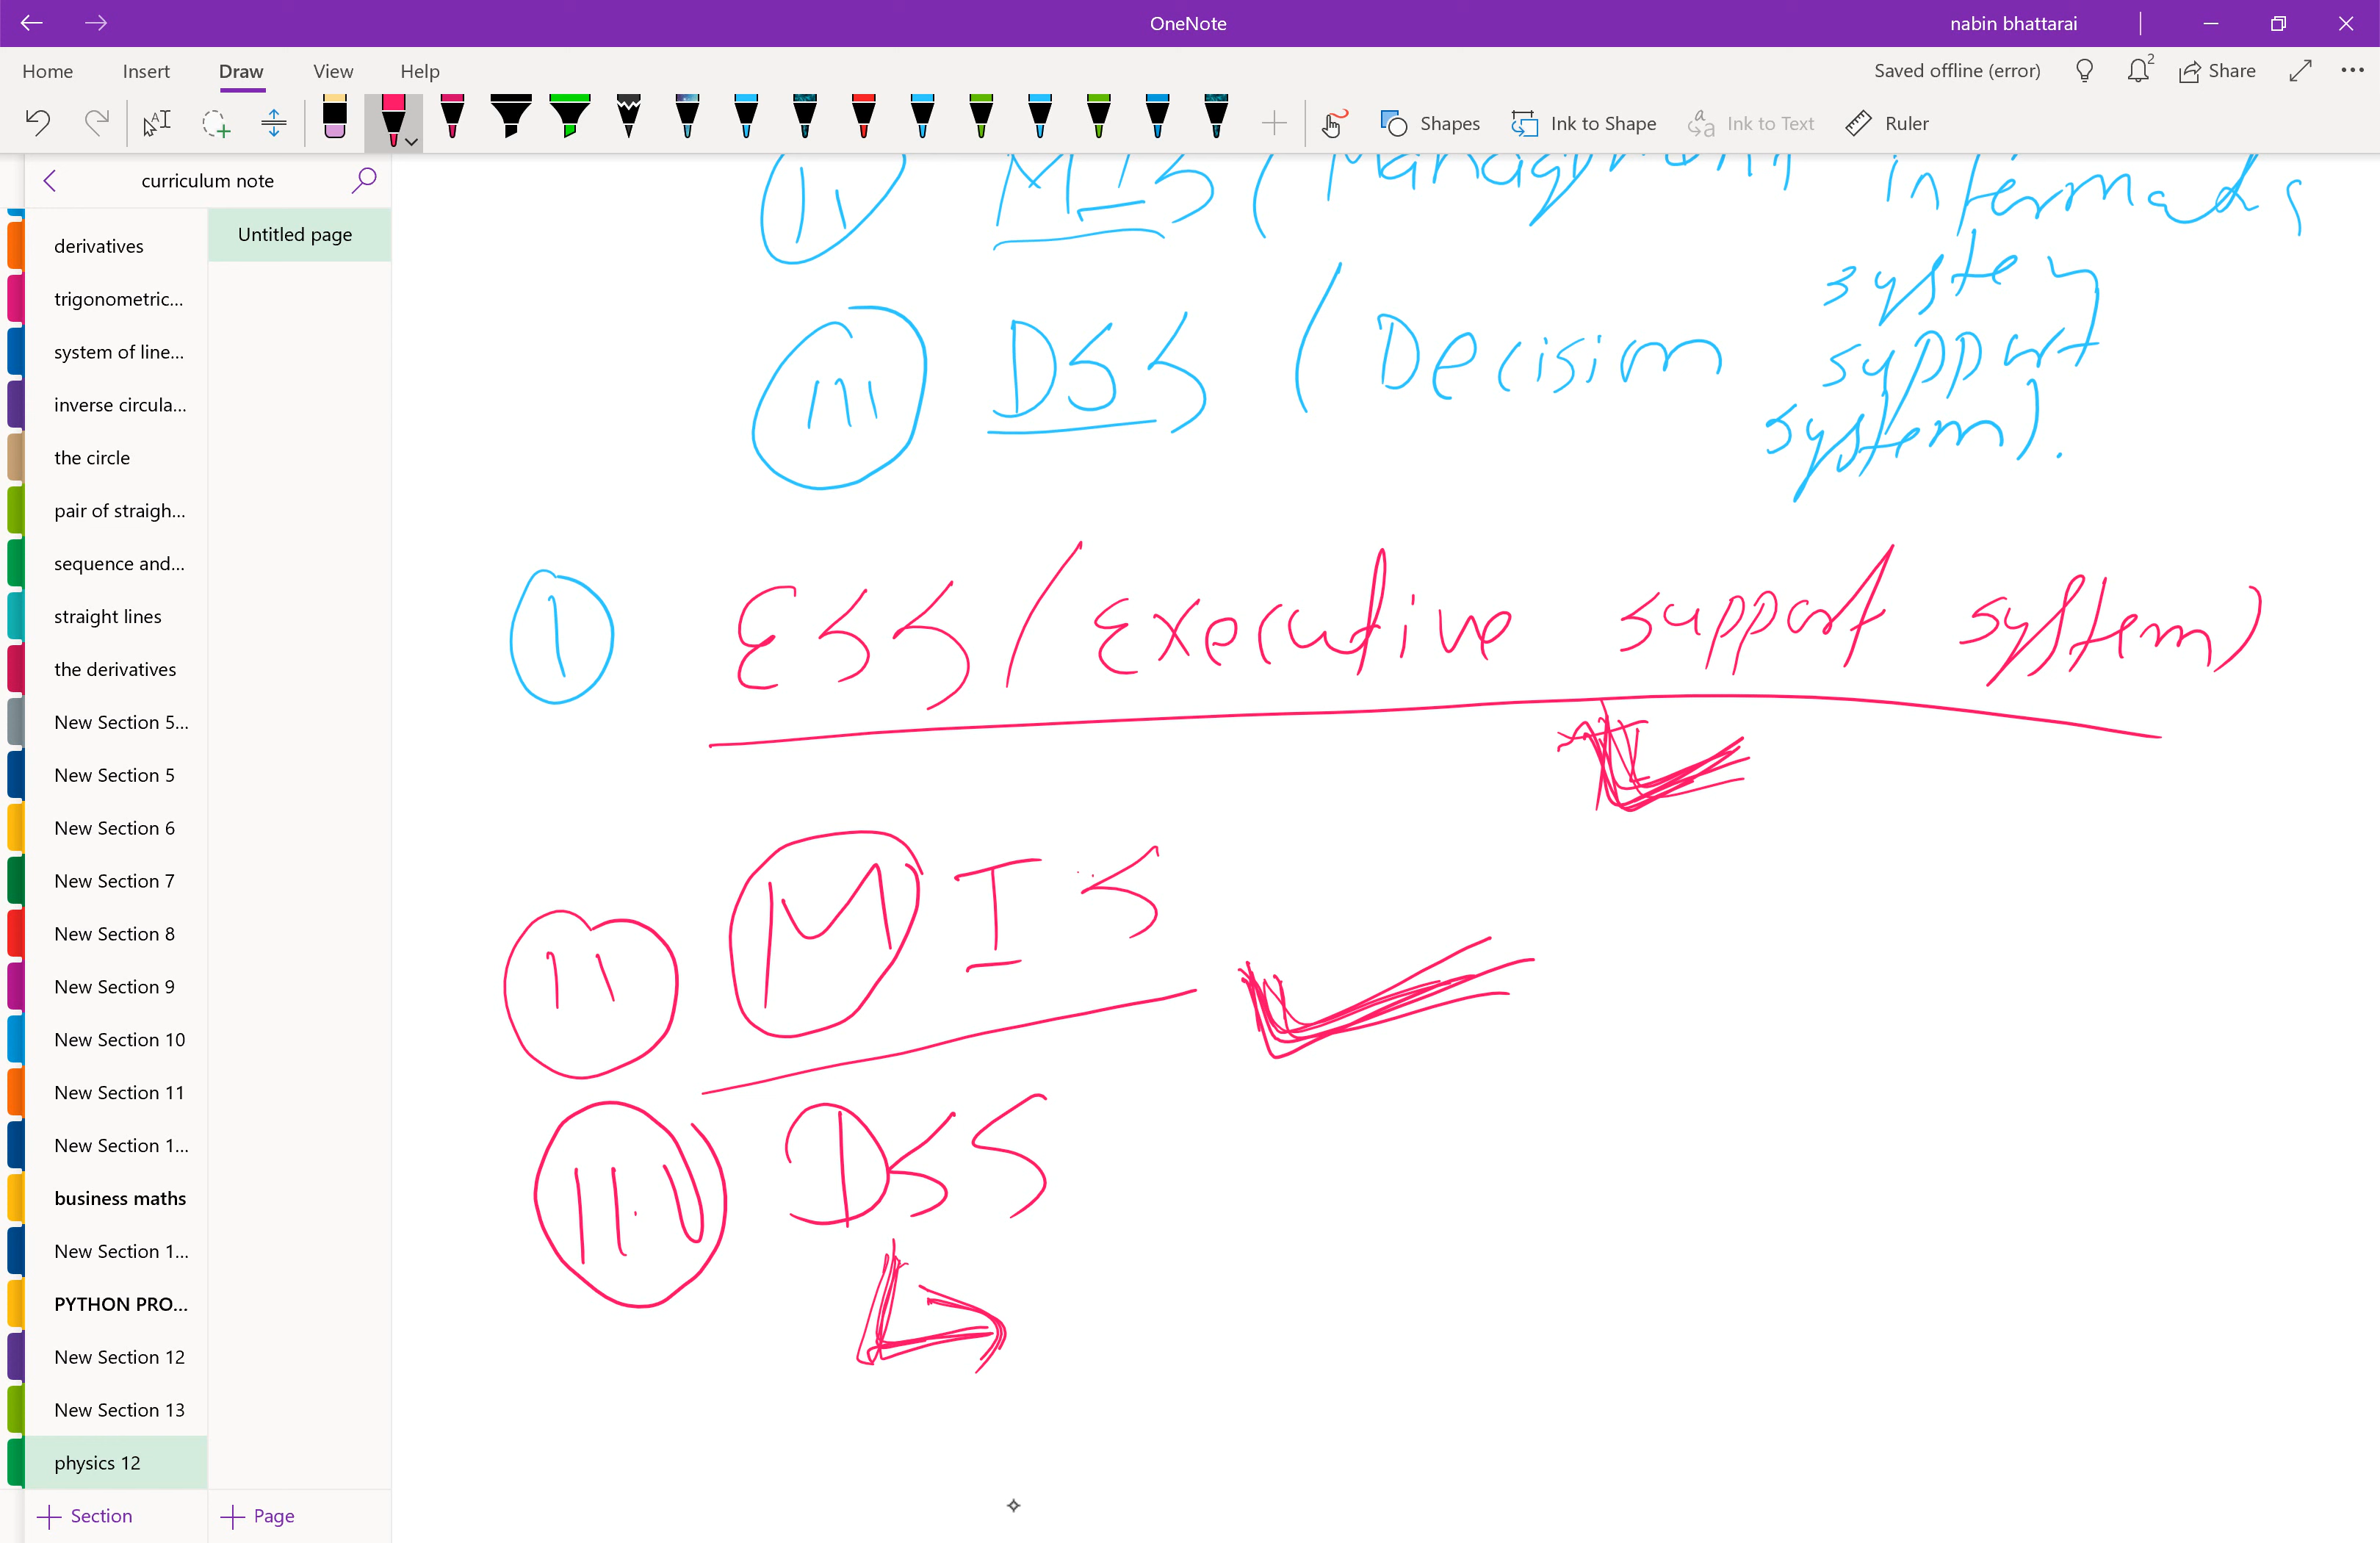 OneNote
nabin bhattarai
Home Insert Draw View Help
Saved offline (error) 2 Share
Shapes Ink to Shape Ink to Text Ruler
curriculum note
Untitled page
derivatives
trigonometric...
system of line...
inverse circula...
the circle
pair of straigh...
sequence and...
straight lines
the derivatives
New Section 5...
New Section 5
New Section 6
New Section 7
New Section 8
New Section 9
New Section 10
New Section 11
New Section 1...
business maths
New Section 1...
PYTHON PRO...
New Section 12
New Section 13
physics 12
Section
Page
II MIS (
system
III DSS ( Decision support
system).
I ESS ( Executive support system)
II MIS
III DSS